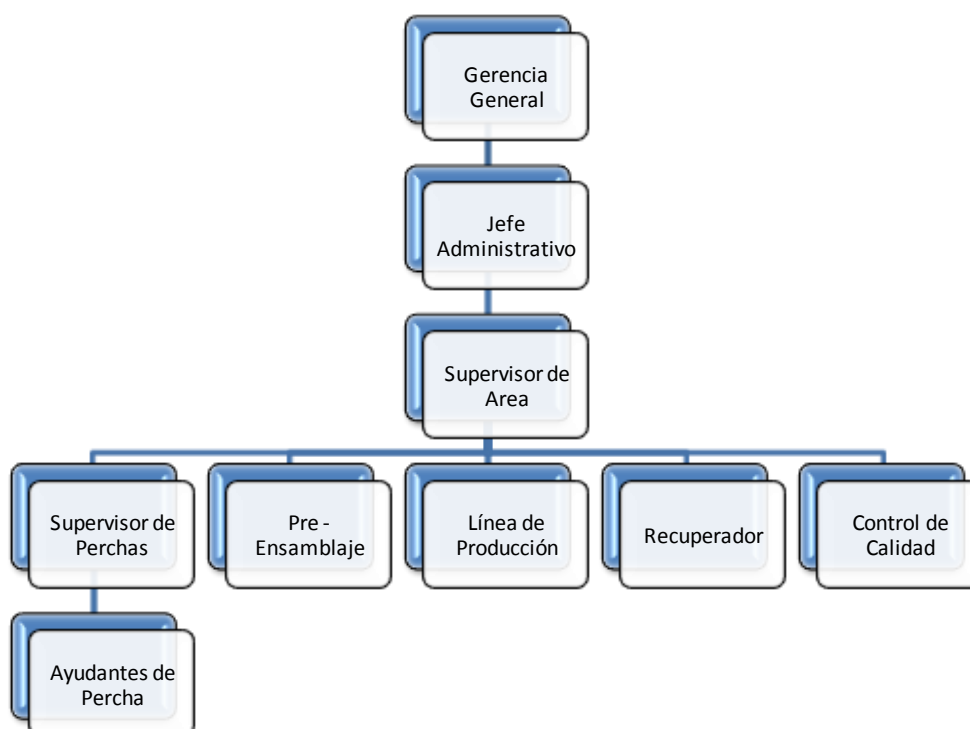 Gerencia
General
Jefe
Administrativo
Supervisor de
Area
Supervisor de
Perchas
Pre -
Ensamblaje
Línea de
Producción
Recuperador
Control de
Calidad
Ayudantes de
Percha